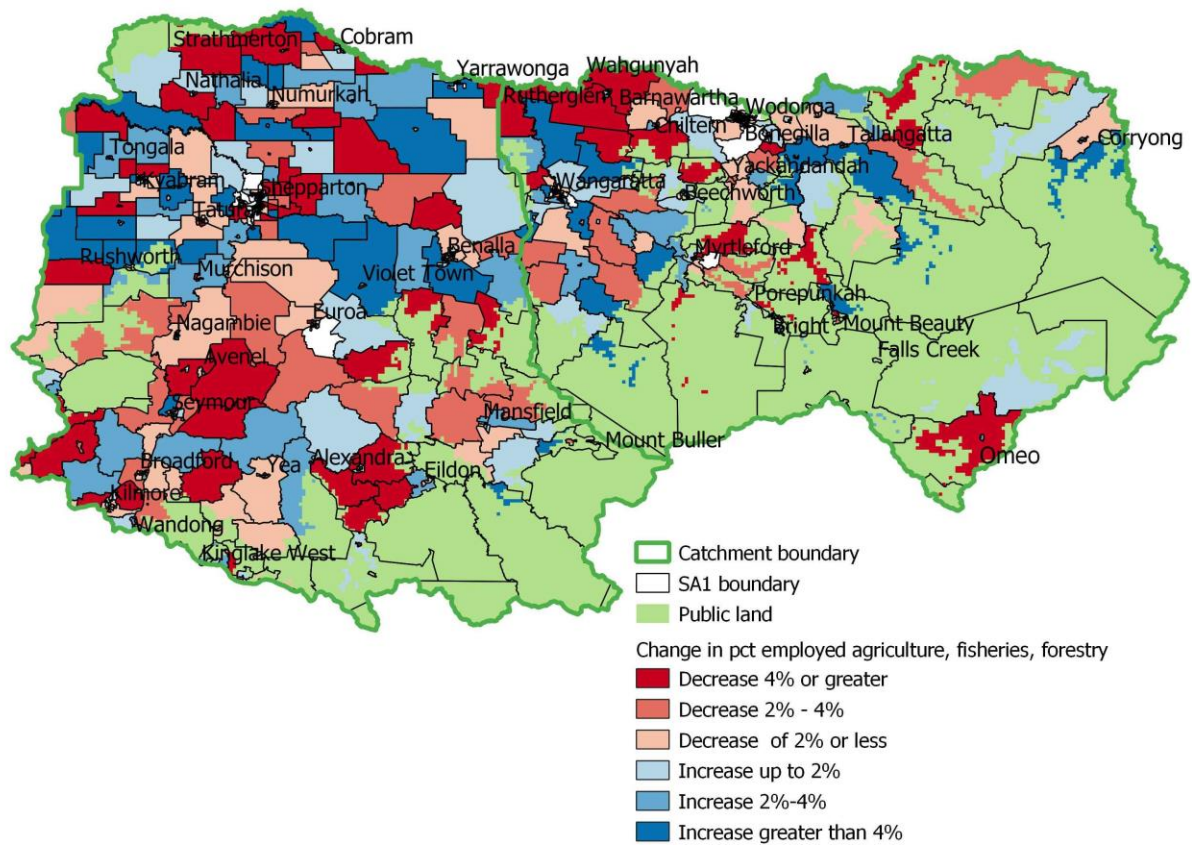 Strathmerton
Cobram
Nathalia
Numurkah
Yarrawonga
Wahgunyah
Rutherglen
Barnawartha
Chiltern
Wodonga
Bonegilla
Tallangatta
Corryong
Tongala
Kyabram
Shepparton
Tatura
Wangaratta
Yackandandah
Beechworth
Rushworth
Murchison
Violet Town
Benalla
Myrtleford
Euroa
Nagambie
Porepunkah
Bright
Mount Beauty
Falls Creek
Avenel
Seymour
Mansfield
Mount Buller
Omeo
Broadford
Yea
Alexandra
Eildon
Kilmore
Wandong
Kinglake West
Catchment boundary
SA1 boundary
Public land
Change in pct employed agriculture, fisheries, forestry
Decrease 4% or greater
Decrease 2% - 4%
Decrease of 2% or less
Increase up to 2%
Increase 2%-4%
Increase greater than 4%